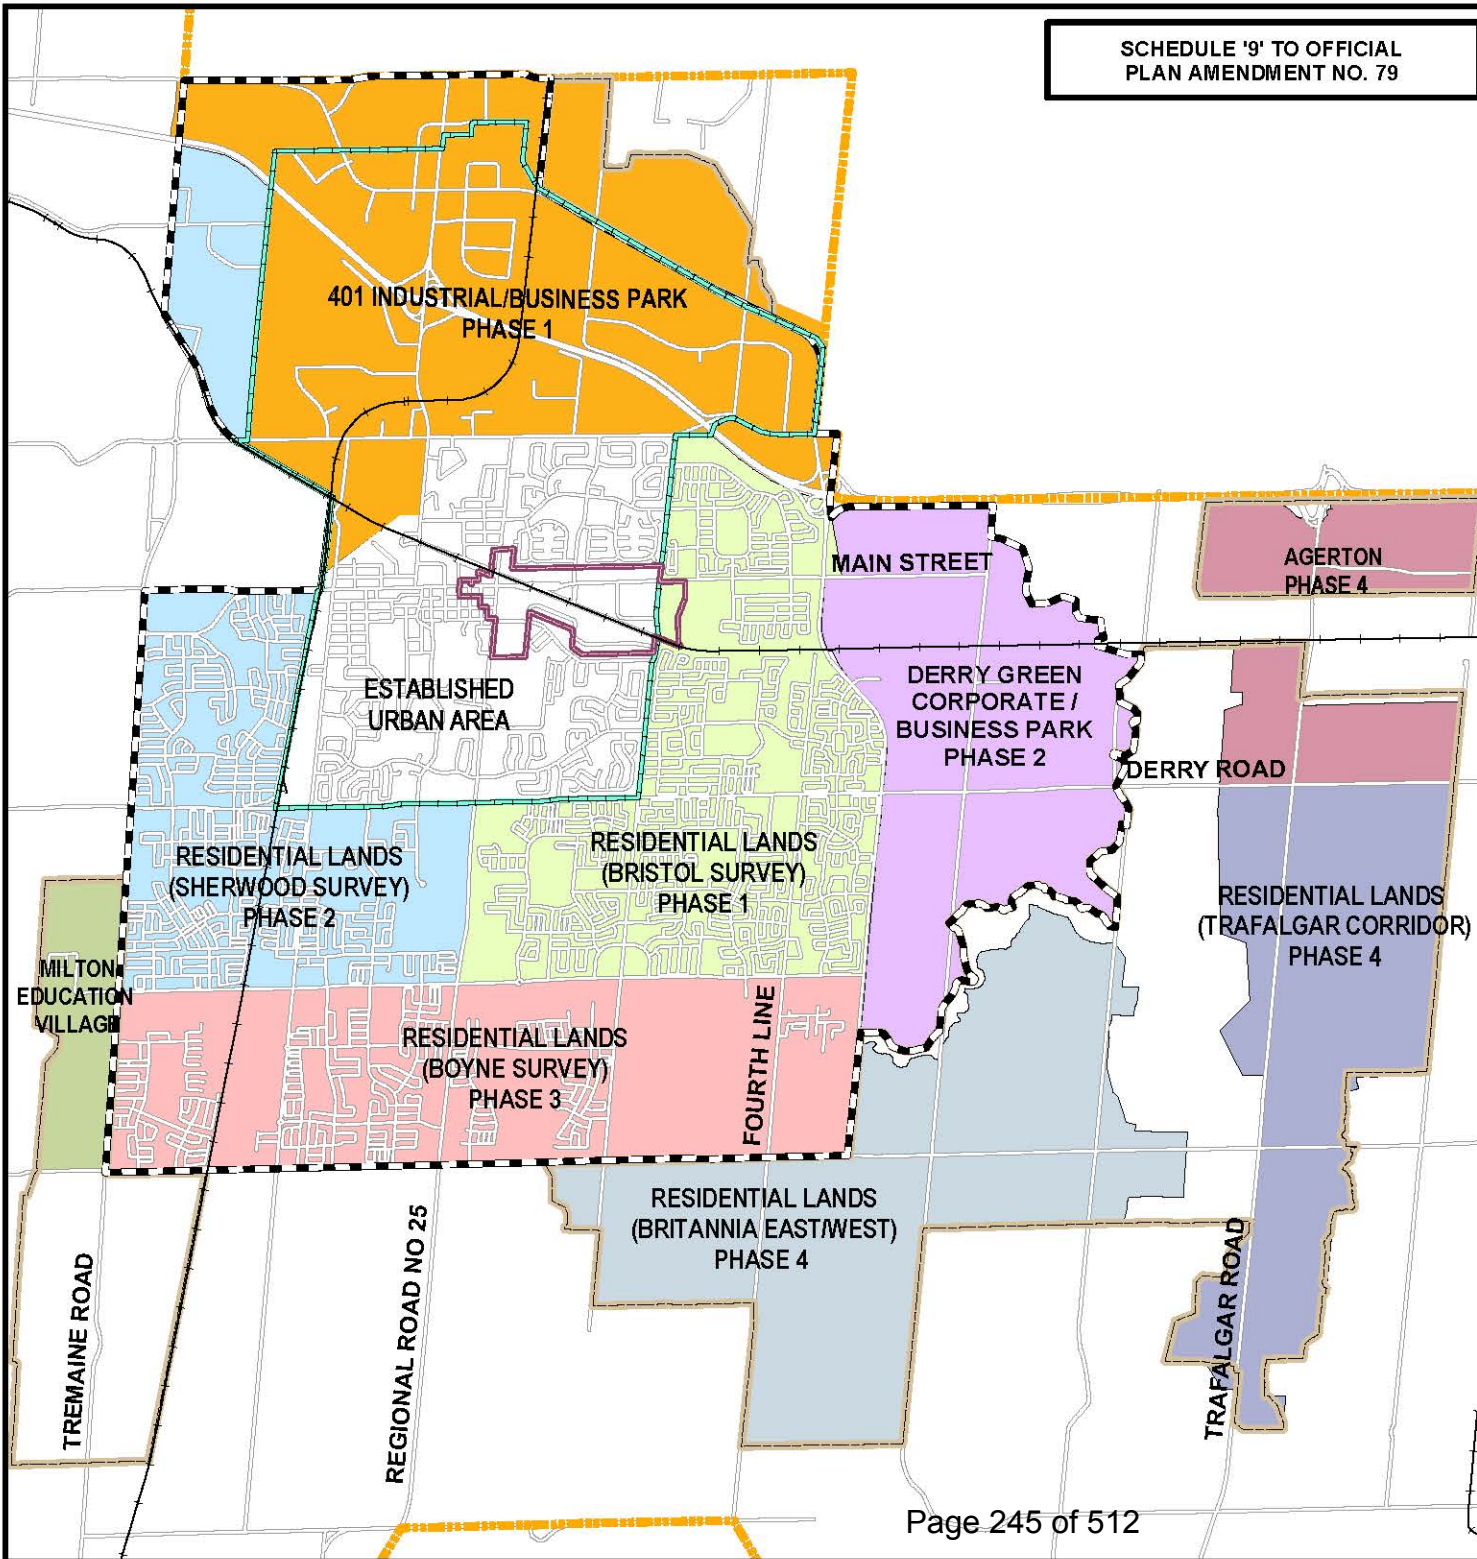 SCHEDULE '9' TO OFFICIAL
PLAN AMENDMENT NO. 79
401 INDUSTRIAL/BUSINESS PARK
PHASE 1
MAIN STREET
AGERTON
PHASE 4
ESTABLISHED
URBAN AREA
DERRY GREEN
CORPORATE /
BUSINESS PARK
PHASE 2
DERRY ROAD
RESIDENTIAL LANDS
(SHERWOOD SURVEY)
PHASE 2
RESIDENTIAL LANDS
(BRISTOL SURVEY)
PHASE 1
RESIDENTIAL LANDS
(TRAFALGAR CORRIDOR)
PHASE 4
MILTON
EDUCATION
VILLAGE
RESIDENTIAL LANDS
(BOYNE SURVEY)
PHASE 3
FOURTH LINE
RESIDENTIAL LANDS
(BRITANNIA EAST/WEST)
PHASE 4
TREMAINE ROAD
REGIONAL ROAD NO 25
TRAFALGAR ROAD
Page 245 of 512